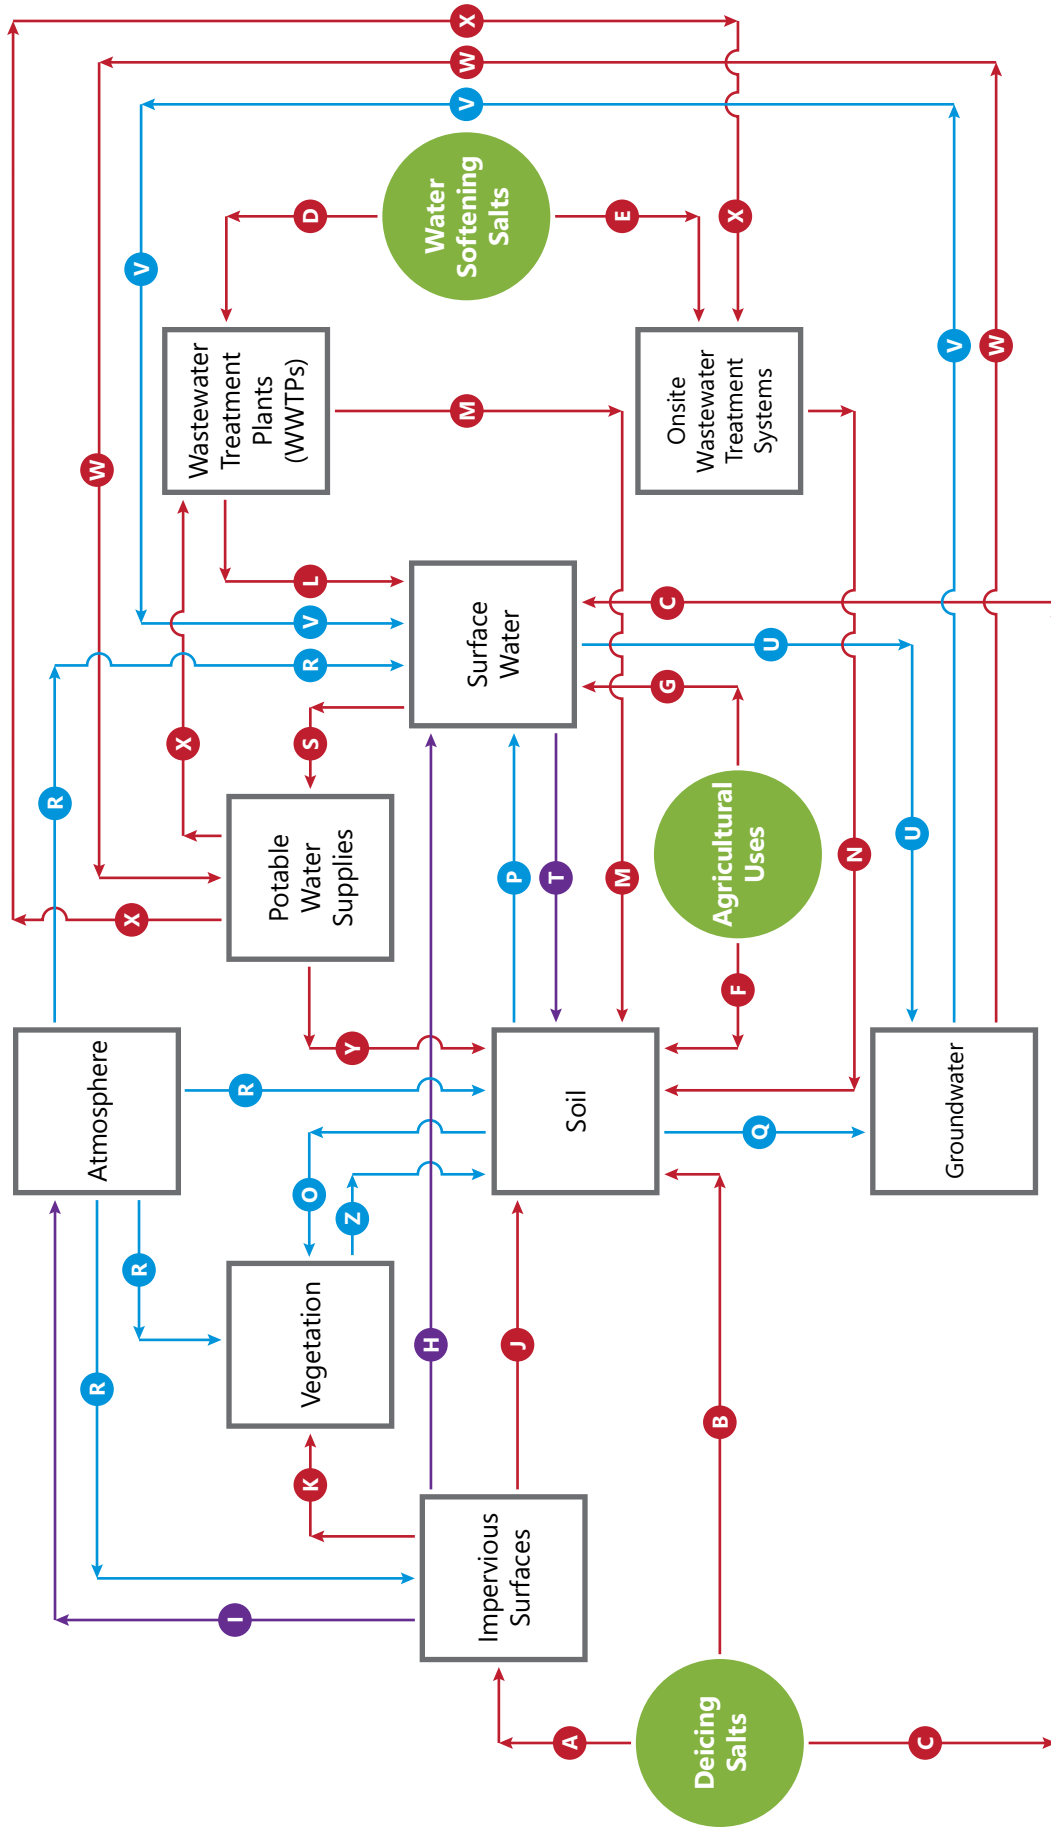 R
R
Atmosphere
W
X
R
V
X
Wastewater
Treatment
Plants
(WWTPs)
I
R
Potable
Water
Supplies
K
Vegetation
O
S
R
V
L
D
Z
Y
H
Water
Softening
Salts
M
V
W
X
Impervious
Surfaces
Surface
Water
J
P
T
Soil
A
M
E
G
C
Onsite
Wastewater
Treatment
Systems
Deicing
Salts
B
F
Agricultural
Uses
X
Q
U
N
U
C
Groundwater
V
W